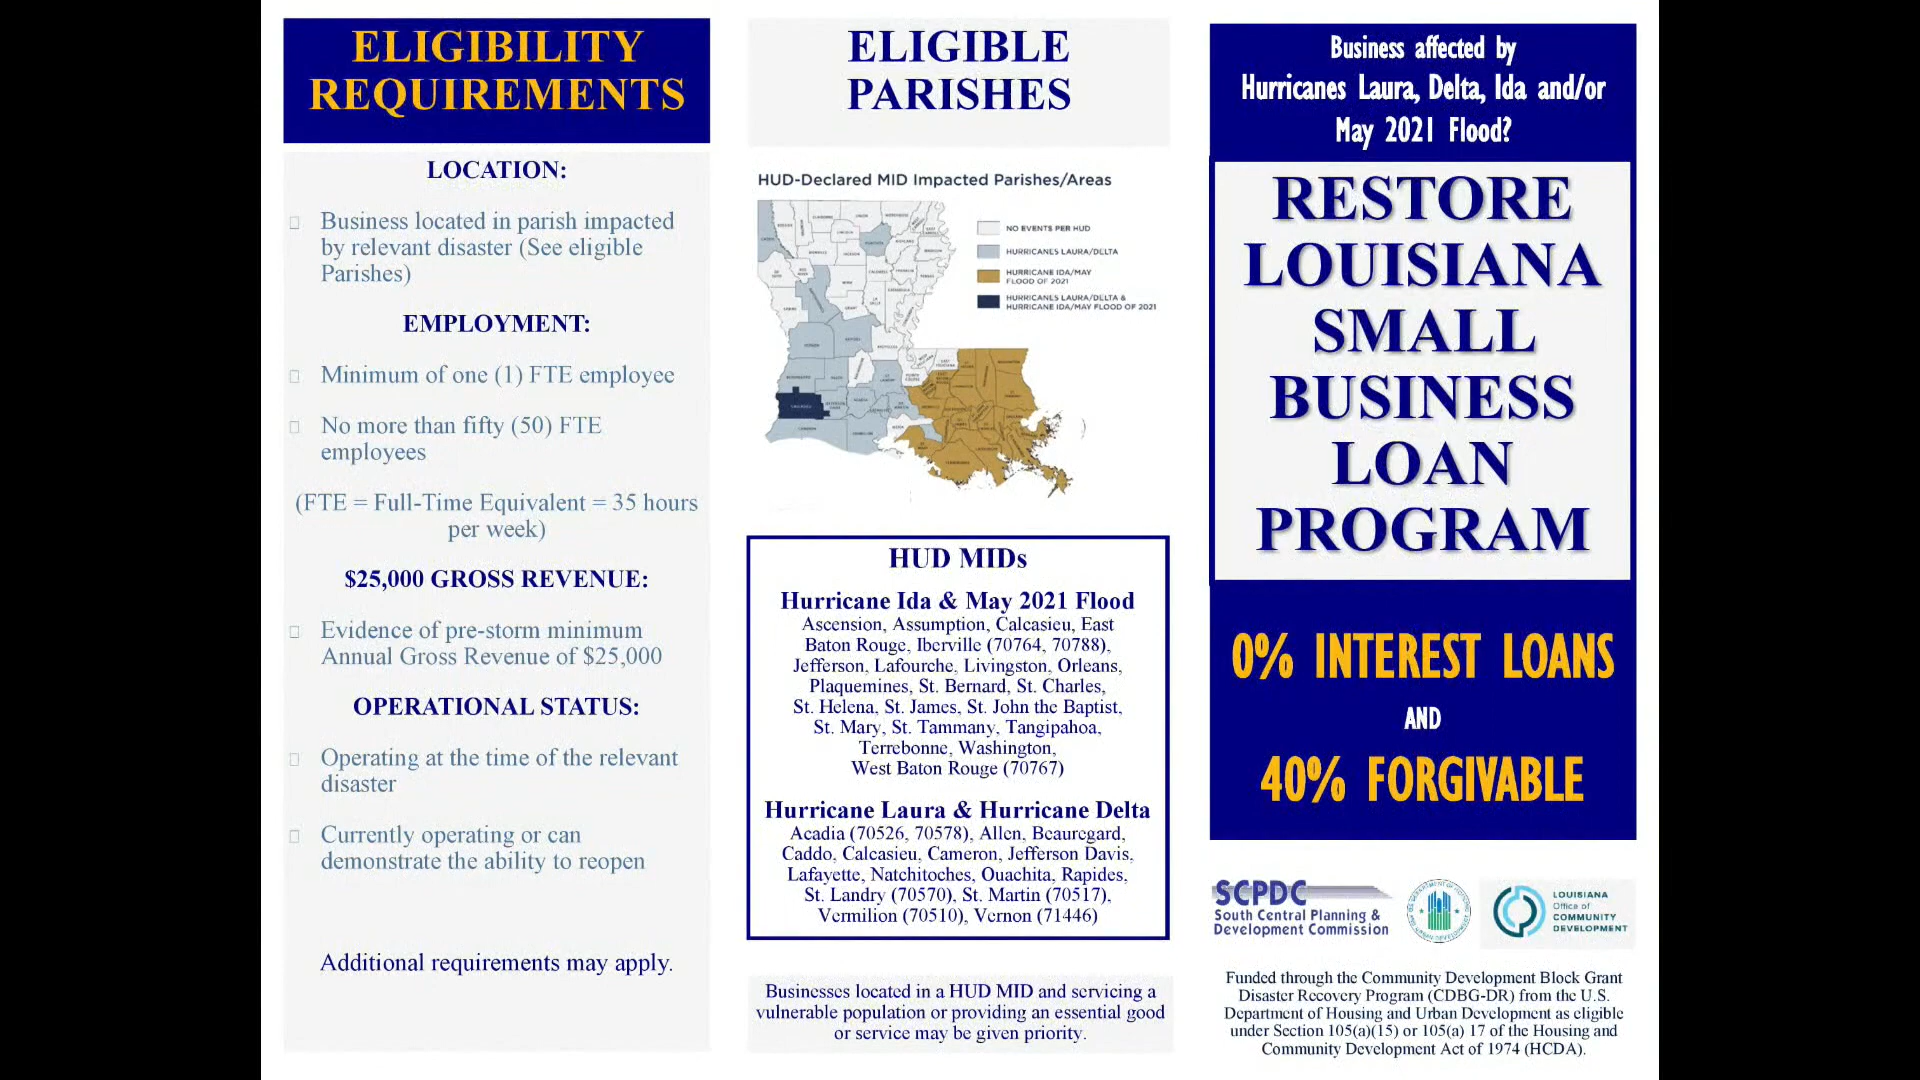 ELIGIBILITY
REQUIREMENTS
LOCATION:
Business located in parish impacted
by relevant disaster (See eligible
Parishes)
EMPLOYMENT:
Minimum of one (1) FTE employee
No more than fifty (50) FTE
employees
(FTE = Full-Time Equivalent = 35 hours
per week)
$25,000 GROSS REVENUE:
Evidence of pre-storm minimum
Annual Gross Revenue of $25,000
OPERATIONAL STATUS:
Operating at the time of the relevant
disaster
Currently operating or can
demonstrate the ability to reopen
Additional requirements may apply.
ELIGIBLE
PARISHES
HUD-Declared MID Impacted Parishes/Areas
NO EVENTS PER HUD
HURRICANES LAURA/DELTA
HURRICANE IDA/MAY
FLOOD OF 2021
HURRICANES LAURA/DELTA &
HURRICANE IDA/MAY FLOOD OF 2021
HUD MIDs
Hurricane Ida & May 2021 Flood
Ascension, Assumption, Calcasieu, East
Baton Rouge, Iberville (70764, 70788),
Jefferson, Lafourche, Livingston, Orleans,
Plaquemines, St. Bernard, St. Charles,
St. Helena, St. James, St. John the Baptist,
St. Mary, St. Tammany, Tangipahoa,
Terrebonne, Washington,
West Baton Rouge (70767)
Hurricane Laura & Hurricane Delta
Acadia (70526, 70578), Allen, Beauregard,
Caddo, Calcasieu, Cameron, Jefferson Davis,
Lafayette, Natchitoches, Ouachita, Rapides,
St. Landry (70570), St. Martin (70517),
Vermilion (70510), Vernon (71446)
Businesses located in a HUD MID and servicing a
vulnerable population or providing an essential good
or service may be given priority.
Business affected by
Hurricanes Laura, Delta, Ida and/or
May 2021 Flood?
RESTORE
LOUISIANA
SMALL
BUSINESS
LOAN
PROGRAM
0% INTEREST LOANS
AND
40% FORGIVABLE
SCPDC
South Central Planning &
Development Commission
LOUISIANA
Office of
COMMUNITY
DEVELOPMENT
Funded through the Community Development Block Grant
Disaster Recovery Program (CDBG-DR) from the U.S.
Department of Housing and Urban Development as eligible
under Section 105(a)(15) or 105(a) 17 of the Housing and
Community Development Act of 1974 (HCDA).